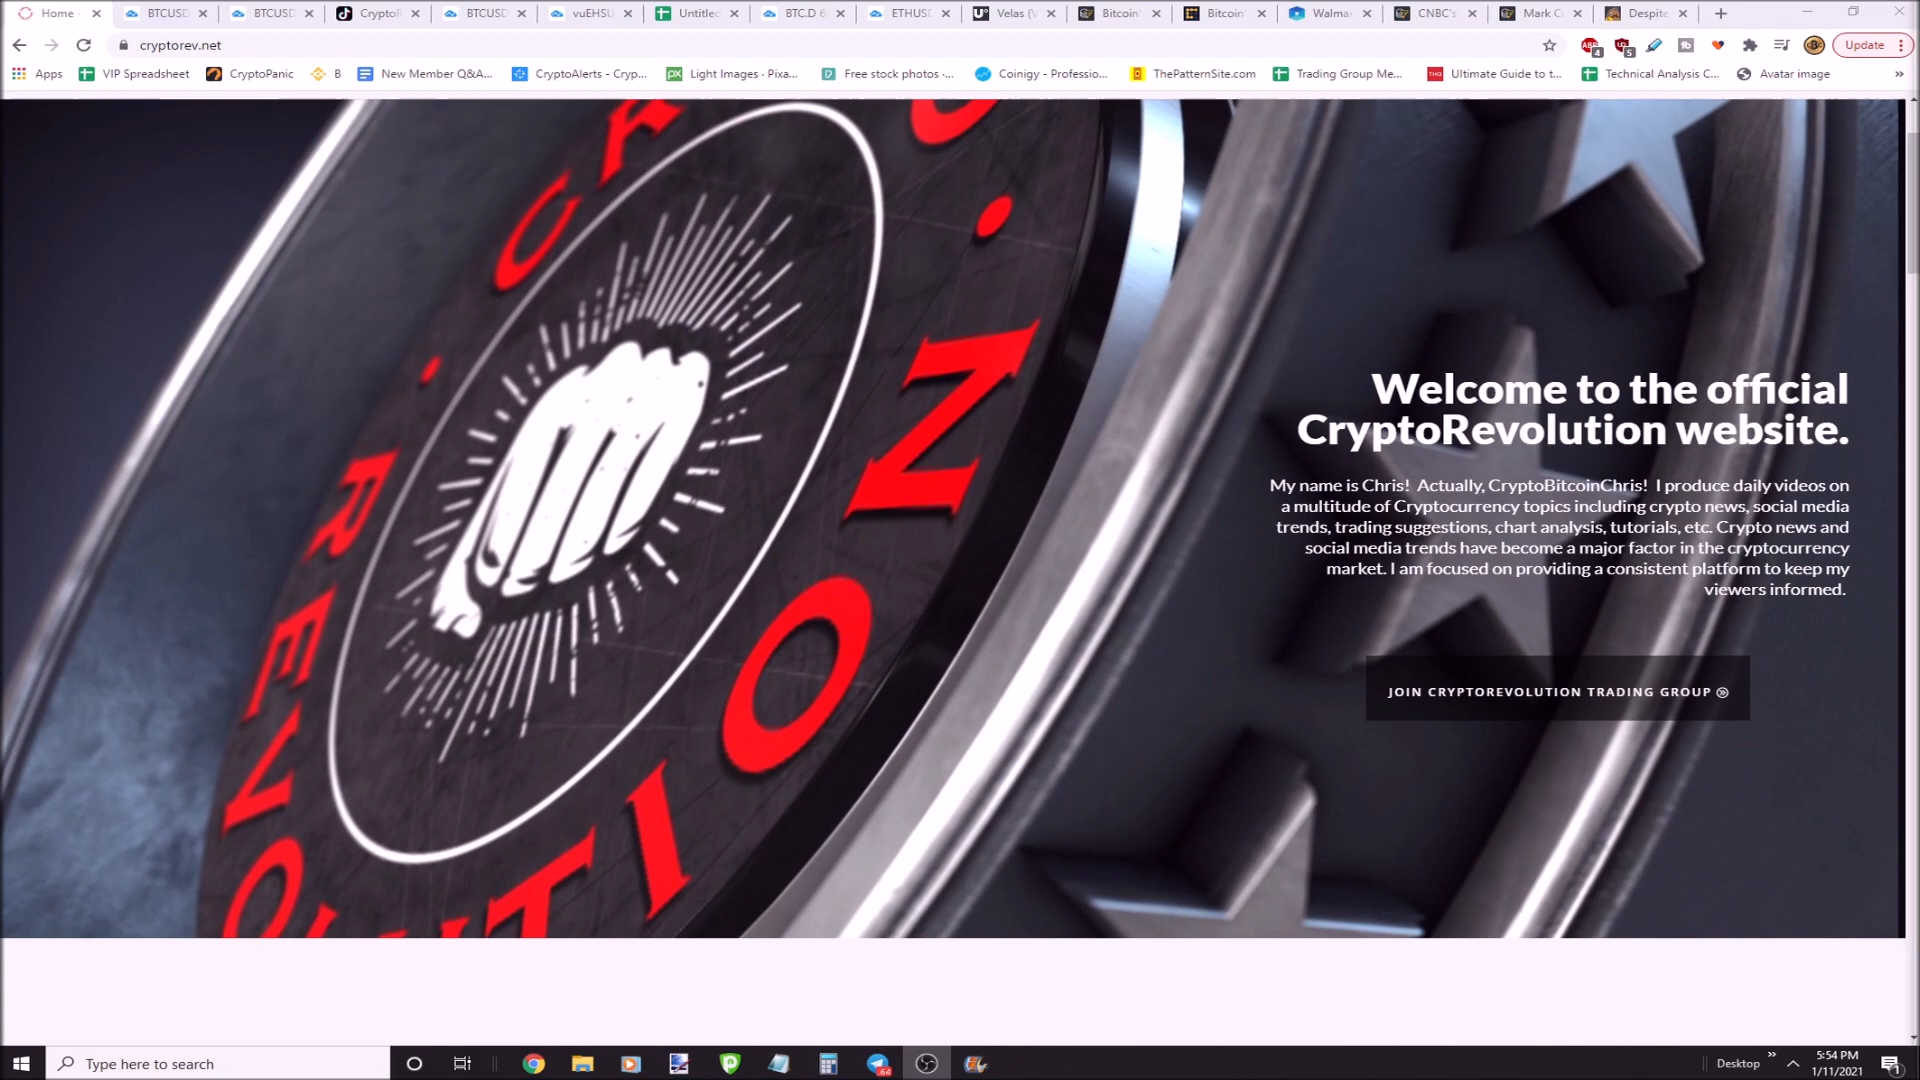 Home
BTCUSD
BTCUSD
CryptoR
BTCUSD
vuEHSU
Untitled
BTC.D 6
ETHUSD
Velas (V
Bitcoin'
Bitcoin'
Walmar
CNBC's
Mark C
Despite
cryptorev.net
Update
Apps
VIP Spreadsheet
CryptoPanic
B
New Member Q&A...
CryptoAlerts - Cryp...
Light Images · Pixa...
Free stock photos ·...
Coinigy - Professio...
ThePatternSite.com
Trading Group Me...
Ultimate Guide to t...
Technical Analysis C...
Avatar image
REVOLUTION
Welcome to the official
CryptoRevolution website.
My name is Chris! Actually, CryptoBitcoinChris! I produce daily videos on
a multitude of Cryptocurrency topics including crypto news, social media
trends, trading suggestions, chart analysis, tutorials, etc. Crypto news and
social media trends have become a major factor in the cryptocurrency
market. I am focused on providing a consistent platform to keep my
viewers informed.
JOIN CRYPTOREVOLUTION TRADING GROUP
Type here to search
Desktop
5:54 PM
1/11/2021